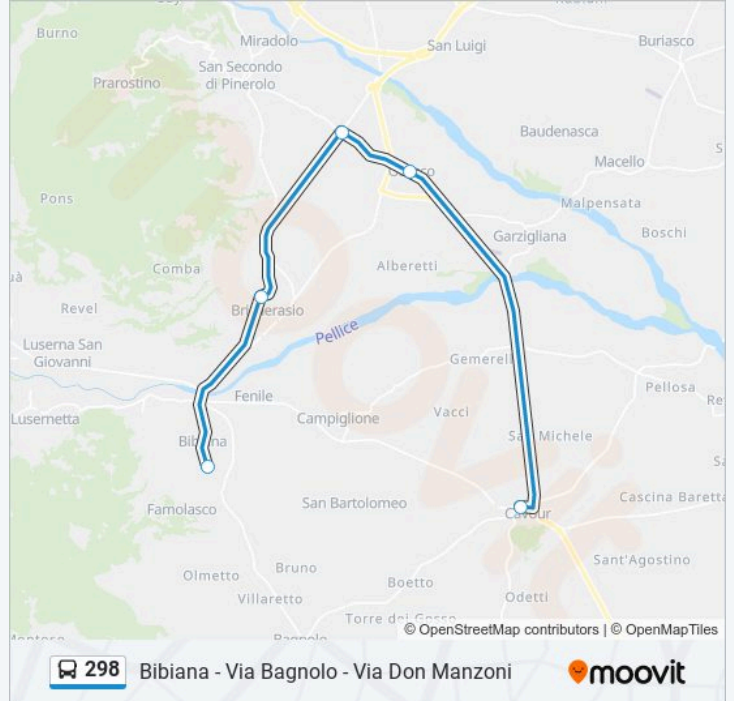 Burno
Miradolo
San Luigi
Buriasco
San Secondo
di Pinerolo
Prarostino
Baudenasca
Macello
Pons
Malpensata
Garzigliana
Boschi
Comba
Alberetti
Revel
Bricherasio
Luserna San
Giovanni
Pellice
Gemerello
Pellosa
Fenile
Lusernetta
Campiglione
Vacci
San Michele
Bibiana
San Bartolomeo
Cascina Baretta
Famolasco
Cavour
Sant'Agostino
Bruno
Olmetto
Boetto
Villaretto
Odetti
© OpenStreetMap contributors | © OpenMapTiles
298 Bibiana - Via Bagnolo - Via Don Manzoni moovit